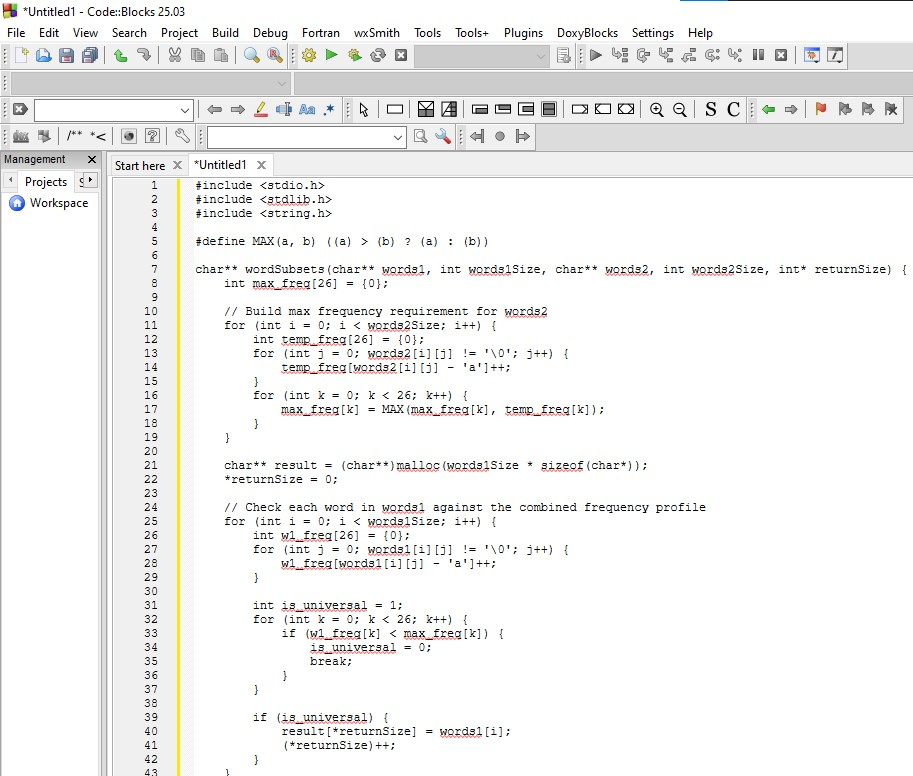 *Untitled1 - Code::Blocks 25.03
File Edit View Search Project Build Debug Fortran wxSmith Tools Tools+ Plugins DoxyBlocks Settings Help
Aa .* S C
/** *<
Management
Start here *Untitled1
Projects
Workspace
1 #include <stdio.h>
2 #include <stdlib.h>
3 #include <string.h>
4
5 #define MAX(a, b) ((a) > (b) ? (a) : (b))
6
7 char** wordSubsets(char** words1, int words1Size, char** words2, int words2Size, int* returnSize) {
8     int max_freq[26] = {0};
9
10     // Build max frequency requirement for words2
11     for (int i = 0; i < words2Size; i++) {
12         int temp_freq[26] = {0};
13         for (int j = 0; words2[i][j] != '\0'; j++) {
14             temp_freq[words2[i][j] - 'a']++;
15         }
16         for (int k = 0; k < 26; k++) {
17             max_freq[k] = MAX(max_freq[k], temp_freq[k]);
18         }
19     }
20
21     char** result = (char**)malloc(words1Size * sizeof(char*));
22     *returnSize = 0;
23
24     // Check each word in words1 against the combined frequency profile
25     for (int i = 0; i < words1Size; i++) {
26         int w1_freq[26] = {0};
27         for (int j = 0; words1[i][j] != '\0'; j++) {
28             w1_freq[words1[i][j] - 'a']++;
29         }
30
31         int is_universal = 1;
32         for (int k = 0; k < 26; k++) {
33             if (w1_freq[k] < max_freq[k]) {
34                 is_universal = 0;
35                 break;
36             }
37         }
38
39         if (is_universal) {
40             result[*returnSize] = words1[i];
41             (*returnSize)++;
42         }
43     }